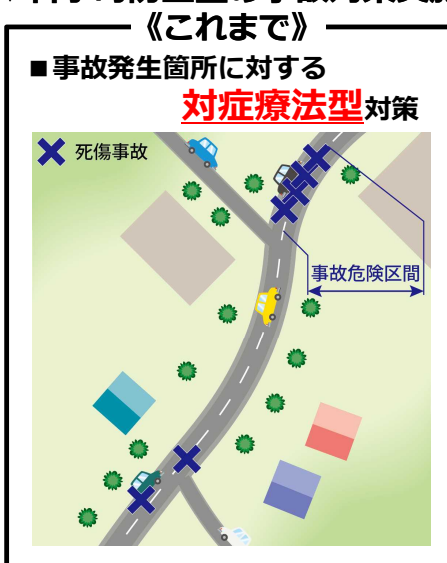 《これまで》
■事故発生箇所に対する
対症療法型対策
死傷事故
事故危険区間